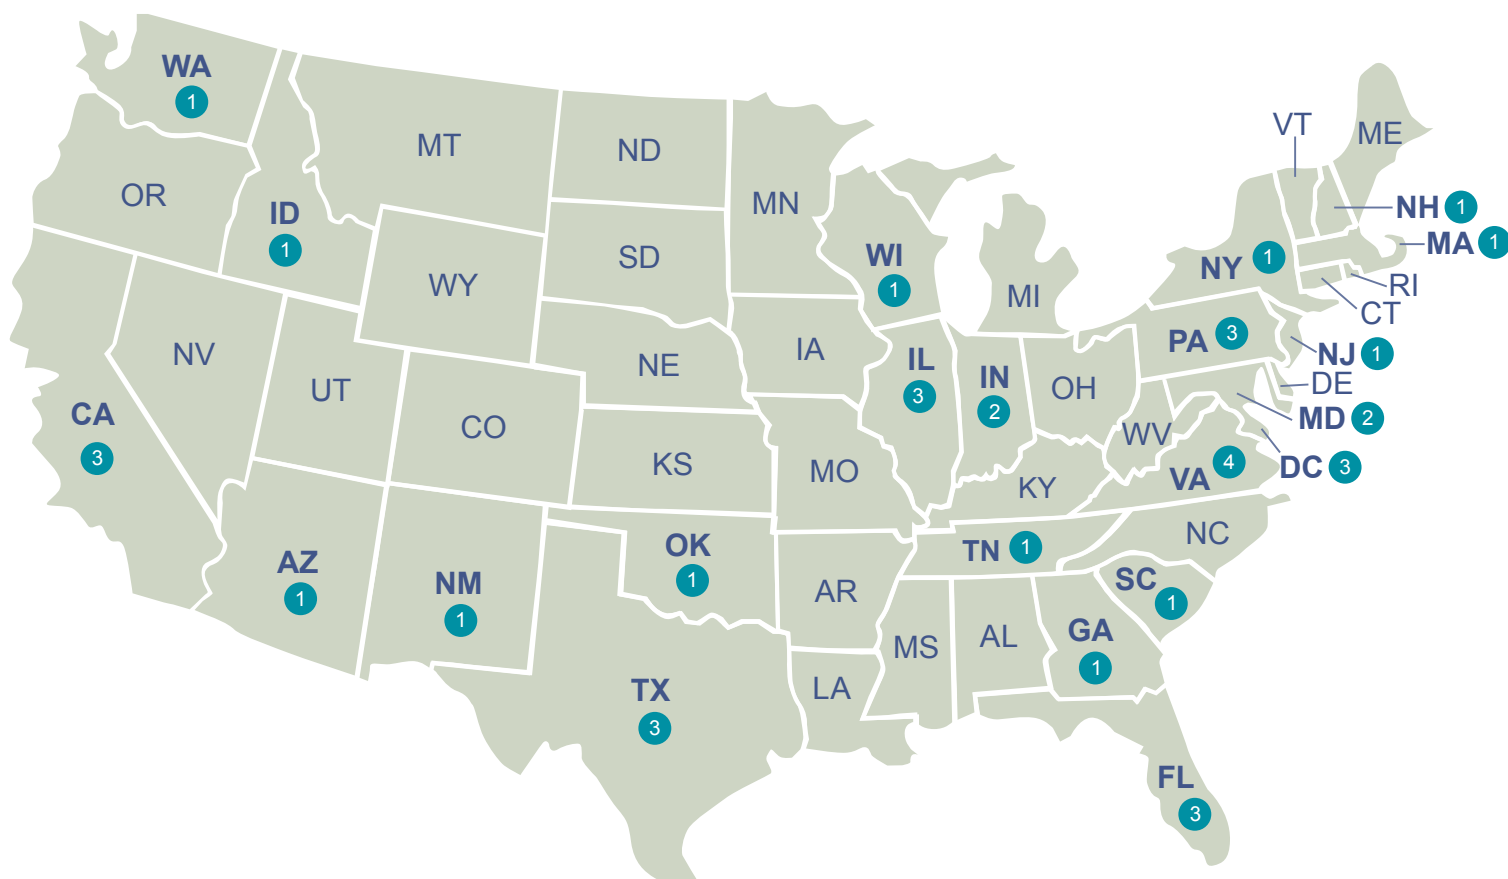 WA
1
OR
ID
1
MT
ND
MN
SD
WY
NV
UT
CO
NE
IA
KS
MO
CA
3
AZ
1
NM
1
OK
1
TX
3
AR
LA
MS
AL
WI
1
MI
IL
3
IN
2
OH
KY
WV
TN
1
GA
1
FL
3
SC
1
NC
VA
4
DC
3
MD
2
DE
NJ
1
PA
3
NY
1
CT
RI
MA
1
NH
1
VT
ME